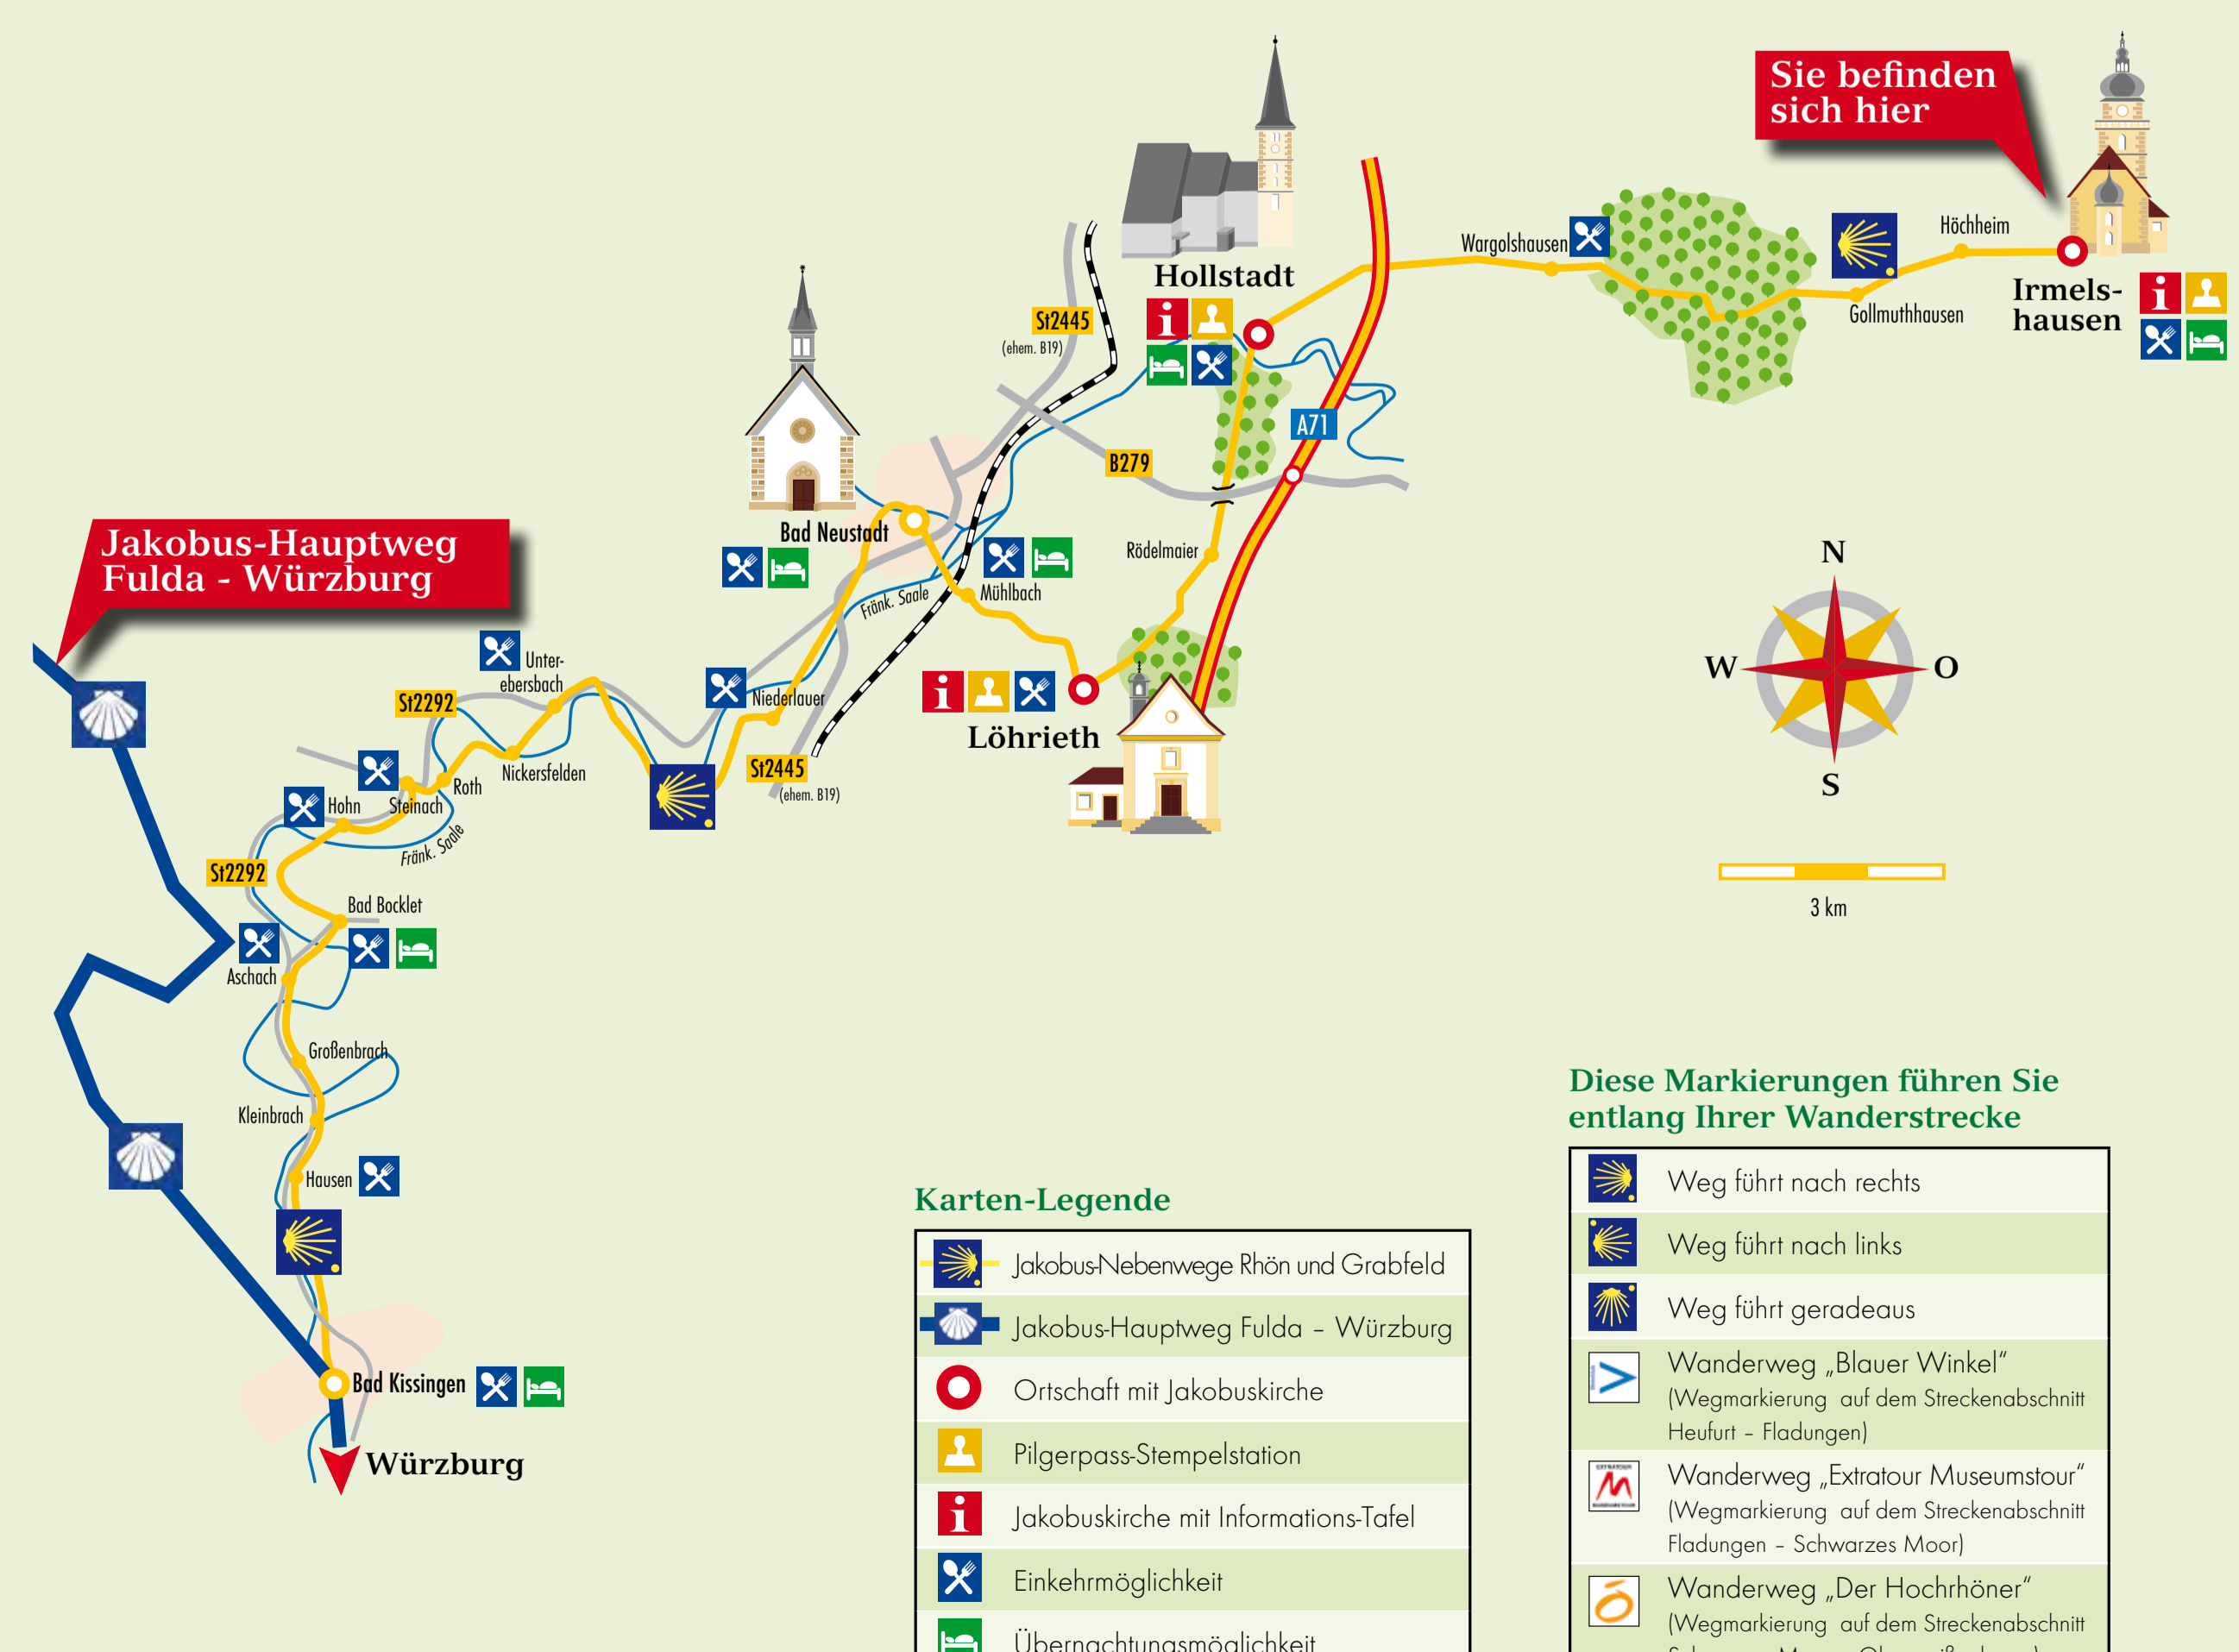 Sie befinden
sich hier
Hollstadt
Wargolshausen
Höchheim
Gollmuthhausen
Irmels-
hausen
St2445
(ehem. B19)
A71
B279
Bad Neustadt
Rödelmaier
Mühlbach
Fränk. Saale
Jakobus-Hauptweg
Fulda - Würzburg
N
W
O
S
3 km
Unter-
ebersbach
St2292
Niederlauer
Löhrieth
St2445
(ehem. B19)
Nickersfelden
Roth
Steinach
Hohn
Fränk. Saale
St2292
Bad Bocklet
Aschach
Großenbrach
Kleinbrach
Hausen
Bad Kissingen
Würzburg
Karten-Legende
Jakobus-Nebenwege Rhön und Grabfeld
Jakobus-Hauptweg Fulda – Würzburg
Ortschaft mit Jakobuskirche
Pilgerpass-Stempelstation
i Jakobuskirche mit Informations-Tafel
Einkehrmöglichkeit
Übernachtungsmöglichkeit
Diese Markierungen führen Sie
entlang Ihrer Wanderstrecke
Weg führt nach rechts
Weg führt nach links
Weg führt geradeaus
Wanderweg „Blauer Winkel“
(Wegmarkierung auf dem Streckenabschnitt
Heufurt – Fladungen)
Wanderweg „Extratour Museumstour“
(Wegmarkierung auf dem Streckenabschnitt
Fladungen – Schwarzes Moor)
Wanderweg „Der Hochrhöner“
(Wegmarkierung auf dem Streckenabschnitt